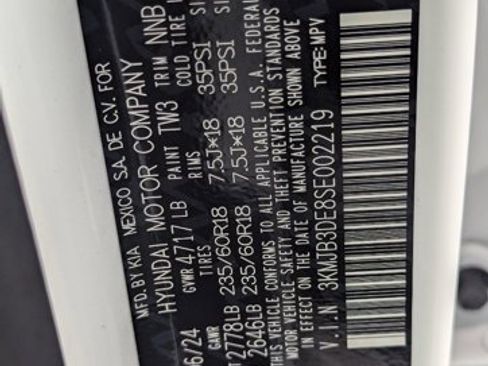 MFD.BY KIA MEXICO S.A. DE C.V. FOR
HYUNDAI MOTOR COMPANY
6/24 GVWR 4717 LB PAINT TW3 TRIM NNB
GAWR TIRES RIMS COLD TIRE
2778LB 235/60R18 7.5J×18 35PSI
2646LB 235/60R18 7.5J×18 35PSI
THIS VEHICLE CONFORMS TO ALL APPLICABLE U.S.A. FEDERAL
MOTOR VEHICLE SAFETY AND THEFT PREVENTION STANDARDS
IN EFFECT ON THE DATE OF MANUFACTURE SHOWN ABOVE
V.I.N 3KMJB3DE8SE002219 TYPE:MPV